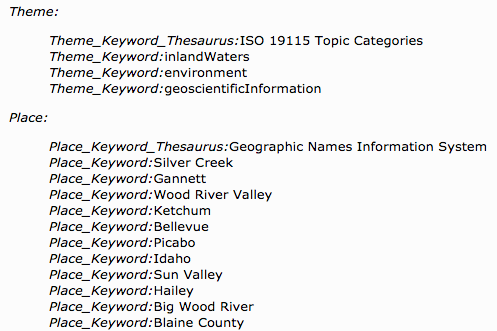 Theme:
Theme_Keyword_Thesaurus:ISO 19115 Topic Categories
Theme_Keyword:inlandWaters
Theme_Keyword:environment
Theme_Keyword:geoscientificInformation
Place:
Place_Keyword_Thesaurus:Geographic Names Information System
Place_Keyword:Silver Creek
Place_Keyword:Gannett
Place_Keyword:Wood River Valley
Place_Keyword:Ketchum
Place_Keyword:Bellevue
Place_Keyword:Picabo
Place_Keyword:Idaho
Place_Keyword:Sun Valley
Place_Keyword:Hailey
Place_Keyword:Big Wood River
Place_Keyword:Blaine County